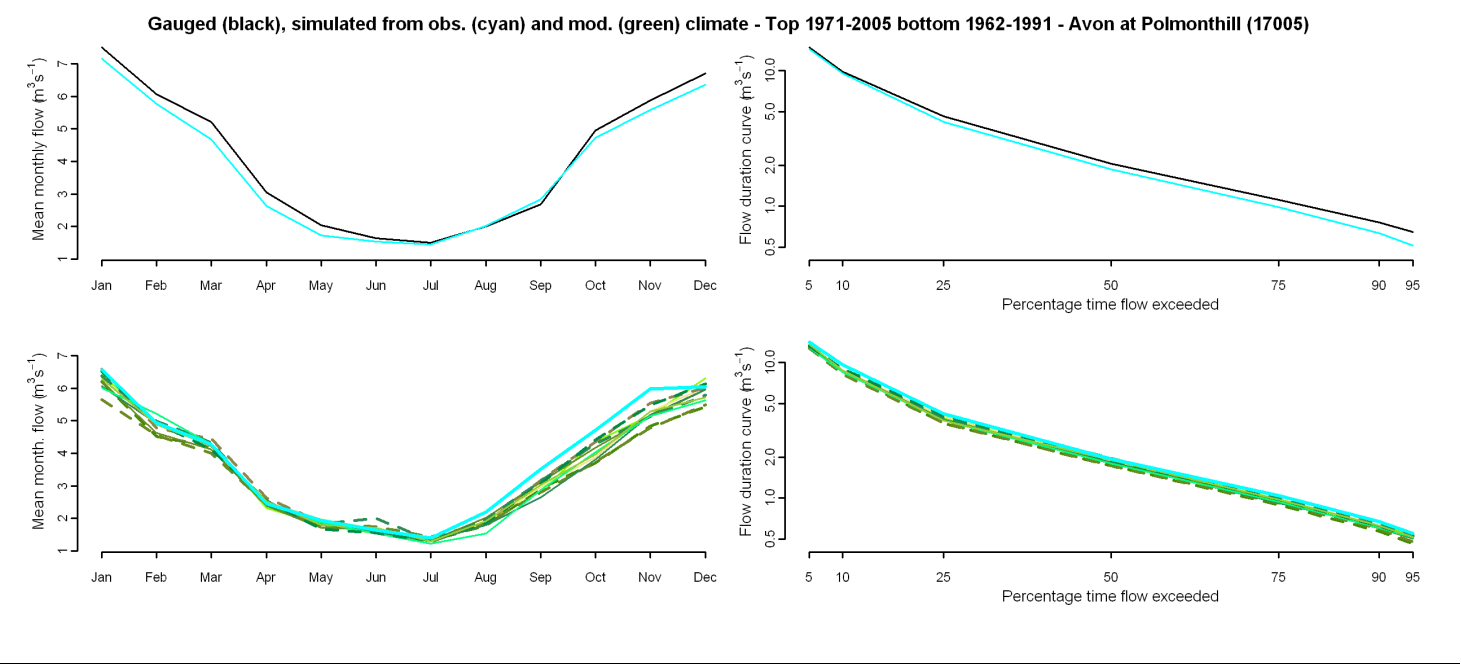 Gauged (black), simulated from obs. (cyan) and mod. (green) climate - Top 1971-2005 bottom 1962-1991 - Avon at Polmonthill (17005)
Mean monthly flow (m³s⁻¹)
7
6
5
4
3
2
1
Jan Feb Mar Apr May Jun Jul Aug Sep Oct Nov Dec
Flow duration curve (m³s⁻¹)
10.0
5.0
2.0
1.0
0.5
5 10 25 50 75 90 95
Percentage time flow exceeded
Mean month. flow (m³s⁻¹)
7
6
5
4
3
2
1
Jan Feb Mar Apr May Jun Jul Aug Sep Oct Nov Dec
Flow duration curve (m³s⁻¹)
10.0
5.0
2.0
1.0
0.5
5 10 25 50 75 90 95
Percentage time flow exceeded